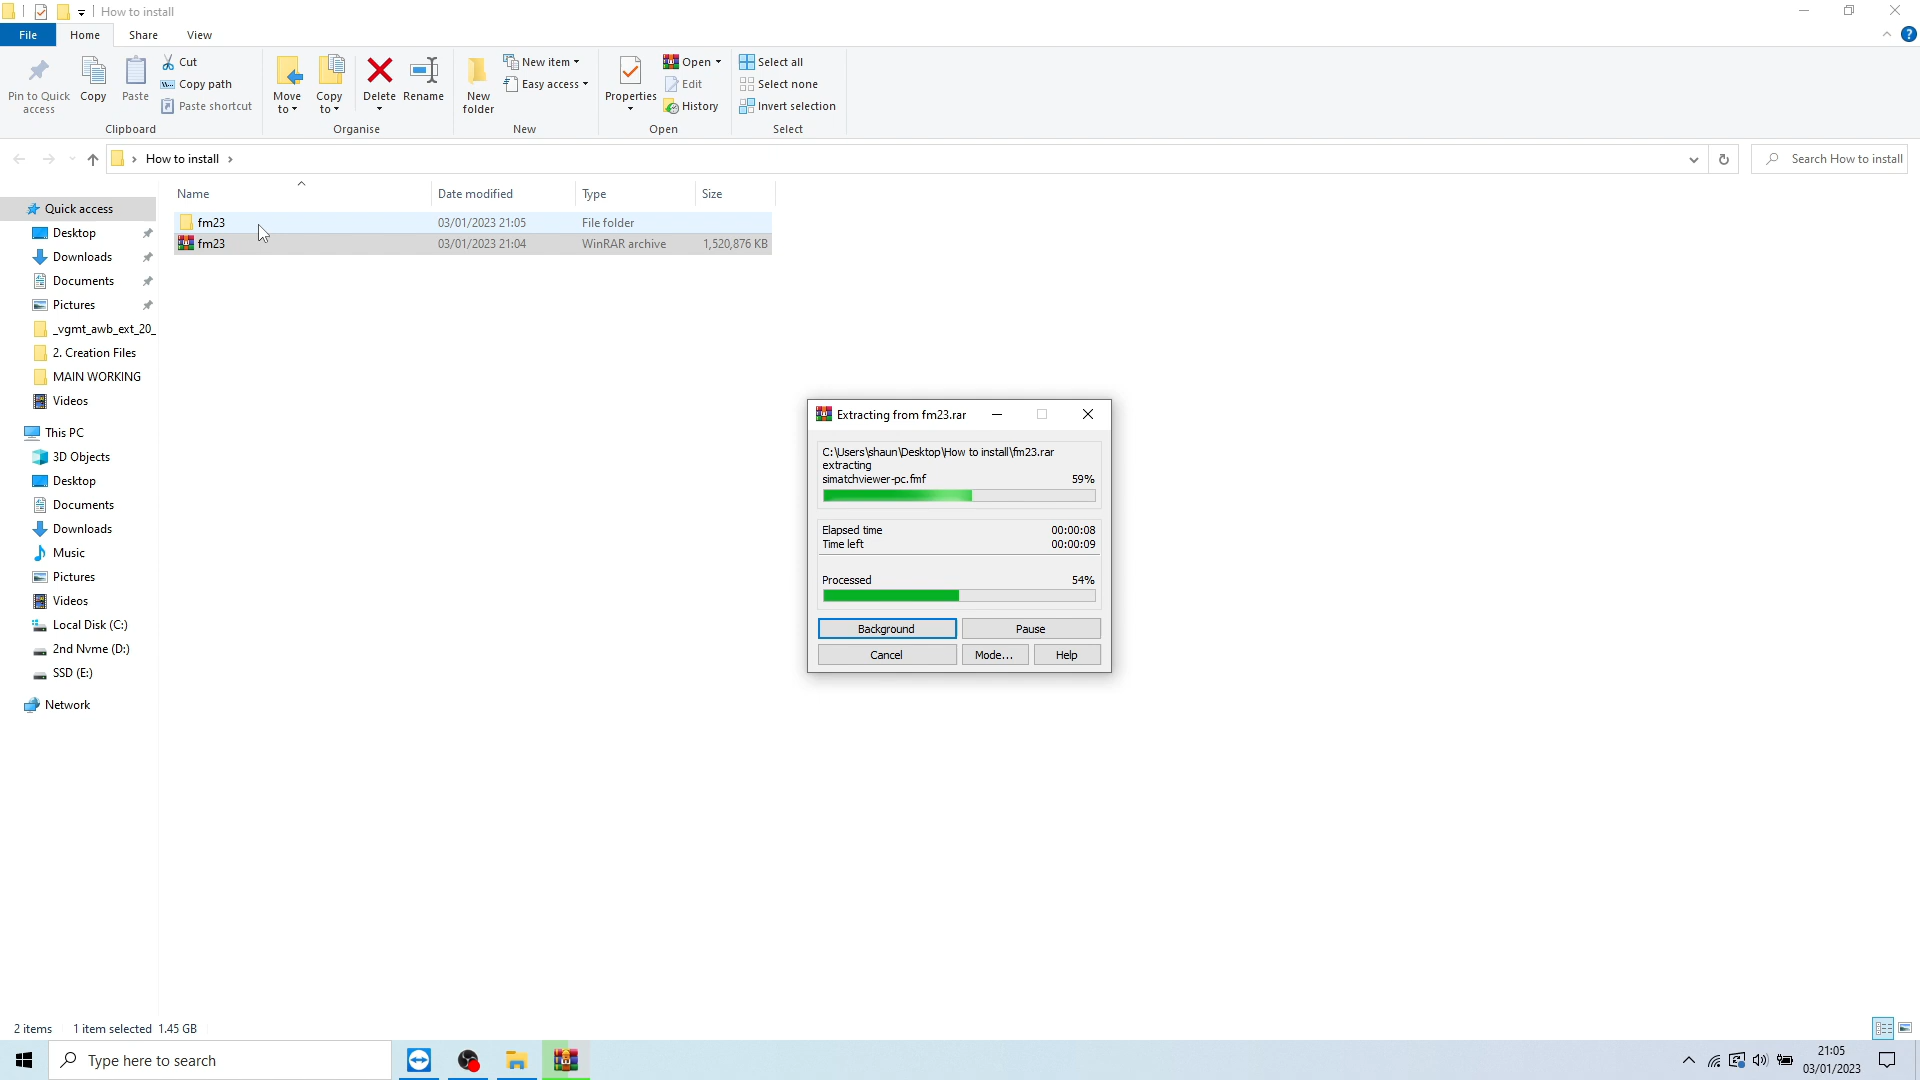 How to install
File
Home
Share
View
Pin to Quick access
Copy
Paste
Cut
Copy path
Paste shortcut
Clipboard
Move to
Copy to
Delete
Rename
Organise
New folder
New item
Easy access
New
Properties
Open
Edit
History
Open
Select all
Select none
Invert selection
Select
How to install
Search How to install
Name
Date modified
Type
Size
fm23 03/01/2023 21:05 File folder
fm23 03/01/2023 21:04 WinRAR archive 1,520,876 KB
Quick access
Desktop
Downloads
Documents
Pictures
_vgmt_awb_ext_20_
2. Creation Files
MAIN WORKING
Videos
This PC
3D Objects
Desktop
Documents
Downloads
Music
Pictures
Videos
Local Disk (C:)
2nd Nvme (D:)
SSD (E:)
Network
Extracting from fm23.rar
C:\Users\shaun\Desktop\How to install\fm23.rar
extracting
simatchviewer-pc.fmf 59%
Elapsed time 00:00:08
Time left 00:00:09
Processed 54%
Background
Pause
Cancel
Mode...
Help
2 items 1 item selected 1.45 GB
Type here to search
21:05
03/01/2023